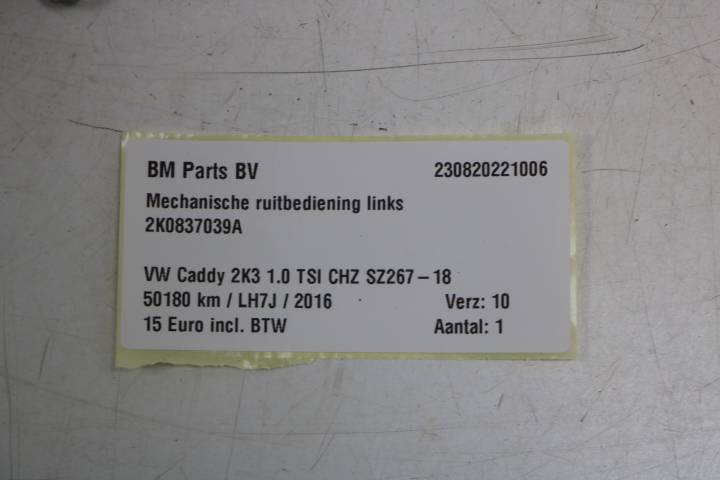 BM Parts BV 230820221006
Mechanische ruitbediening links
2K0837039A
VW Caddy 2K3 1.0 TSI CHZ SZ267-18
50180 km / LH7J / 2016 Verz: 10
15 Euro incl. BTW Aantal: 1